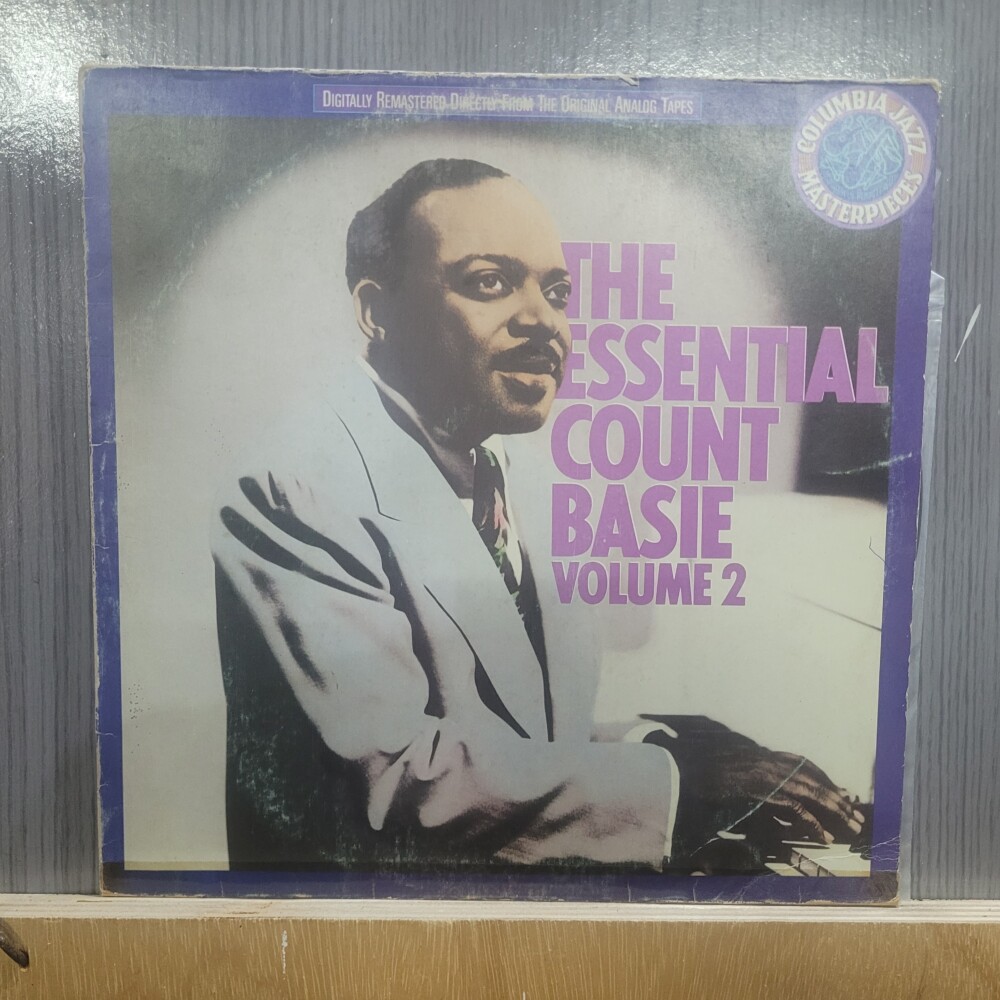 Digitally Remastered Directly From The Original Analog Tapes
COLUMBIA JAZZ
MASTERPIECES
THE
ESSENTIAL
COUNT
BASIE
VOLUME 2